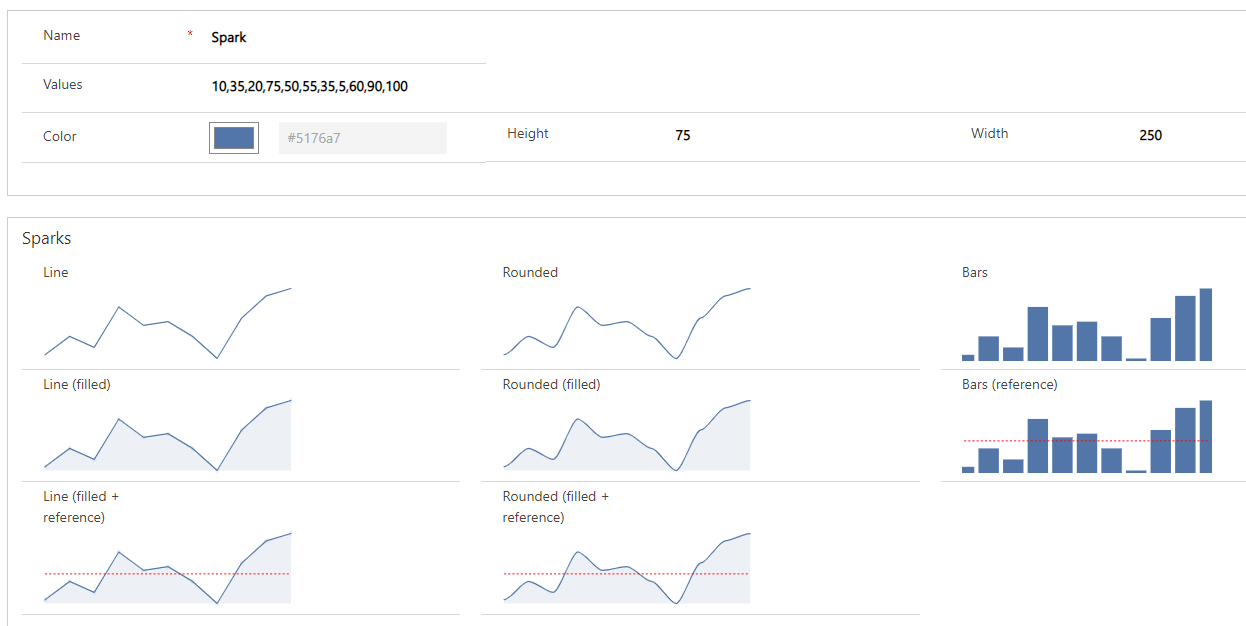 Name * Spark
Values 10,35,20,75,50,55,35,5,60,90,100
Color #5176a7 Height 75 Width 250
Sparks
Line Rounded Bars
Line (filled) Rounded (filled) Bars (reference)
Line (filled + Rounded (filled +
reference) reference)